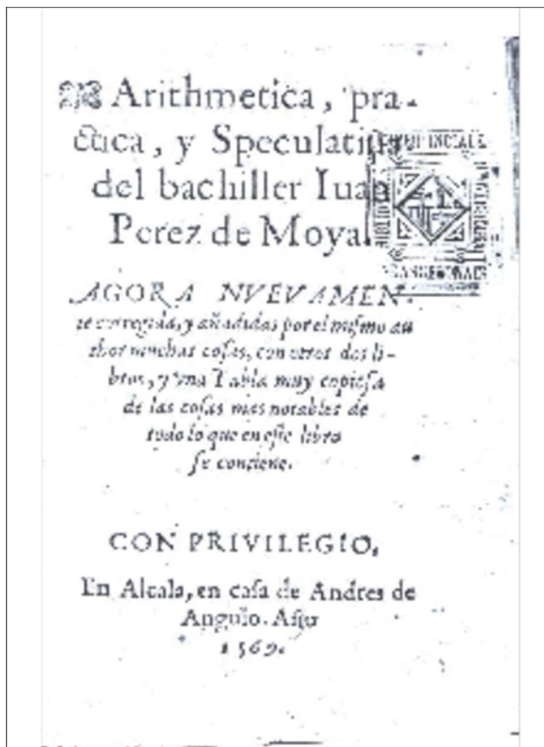 Arithmetica, pra-
ctica, y Speculatiua
del bachiller Iuan
Perez de Moya.
AGORA NVEVAMEN-
te corregida, y añadidas por el mismo au
thor muchas cosas, con otros dos li-
bros, y vna Tabla muy copiosa
de las cosas mas notables de
todo lo que en este libro
se contiene.
CON PRIVILEGIO,
En Alcala, en casa de Andres de
Angulo. Año
1569.